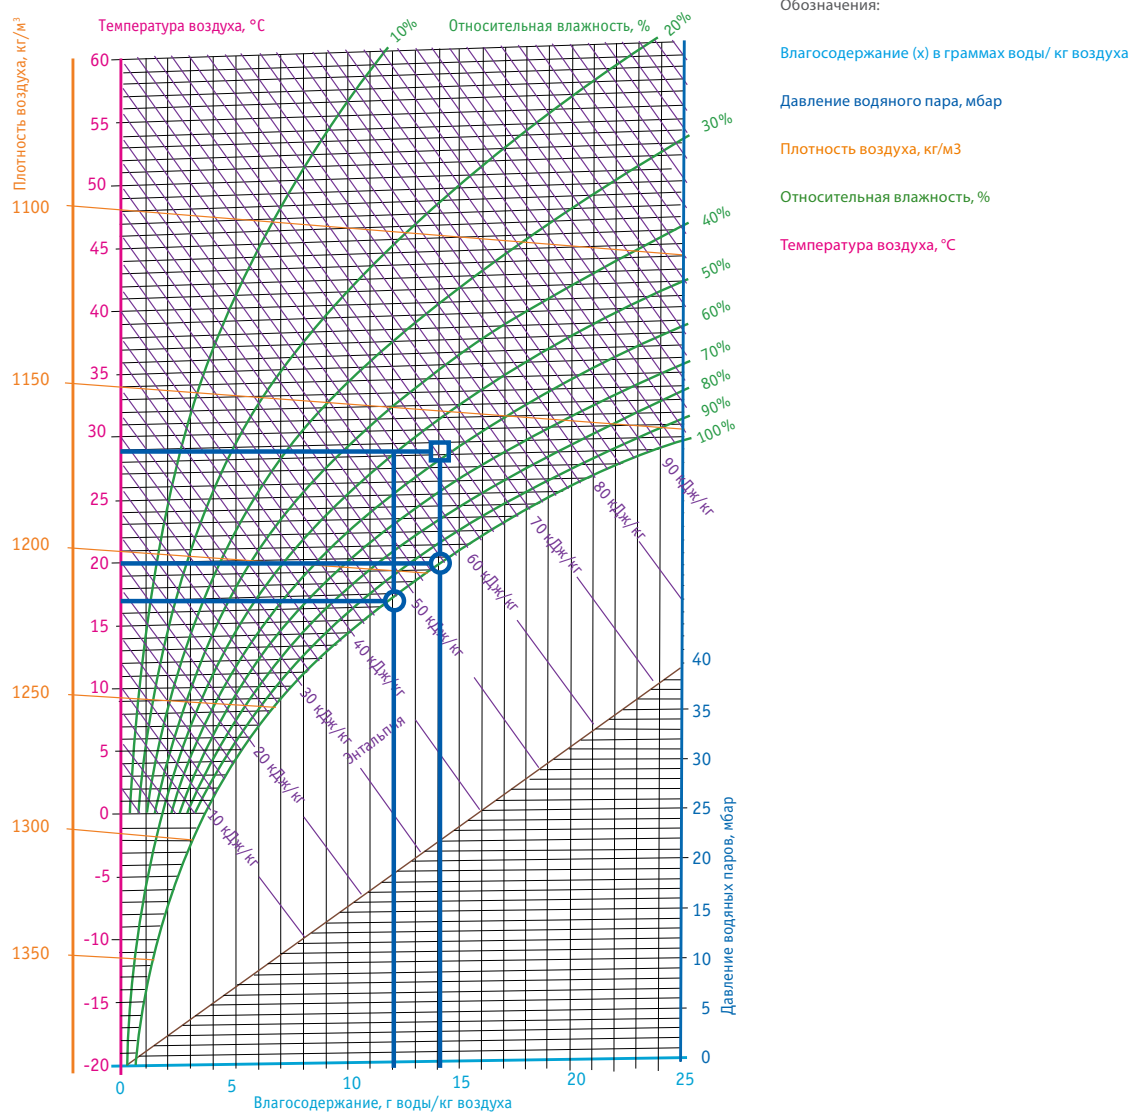 Обозначения:
Влагосодержание (x) в граммах воды/ кг воздуха
Давление водяного пара, мбар
Плотность воздуха, кг/м3
Относительная влажность, %
Температура воздуха, °C
Плотность воздуха, кг/м³
Температура воздуха, °C
Относительная влажность, %
10%
20%
30%
40%
50%
60%
70%
80%
90%
100%
1100
1150
1200
1250
1300
1350
60
55
50
45
40
35
30
25
20
15
10
5
0
-5
-10
-15
-20
90 кДж/кг
80 кДж/кг
70 кДж/кг
60 кДж/кг
50 кДж/кг
40 кДж/кг
30 кДж/кг
20 кДж/кг
10 кДж/кг
Энтальпия
40
35
30
25
20
15
10
5
0
Давление водяных паров, мбар
0
5
10
15
20
25
Влагосодержание, г воды/кг воздуха